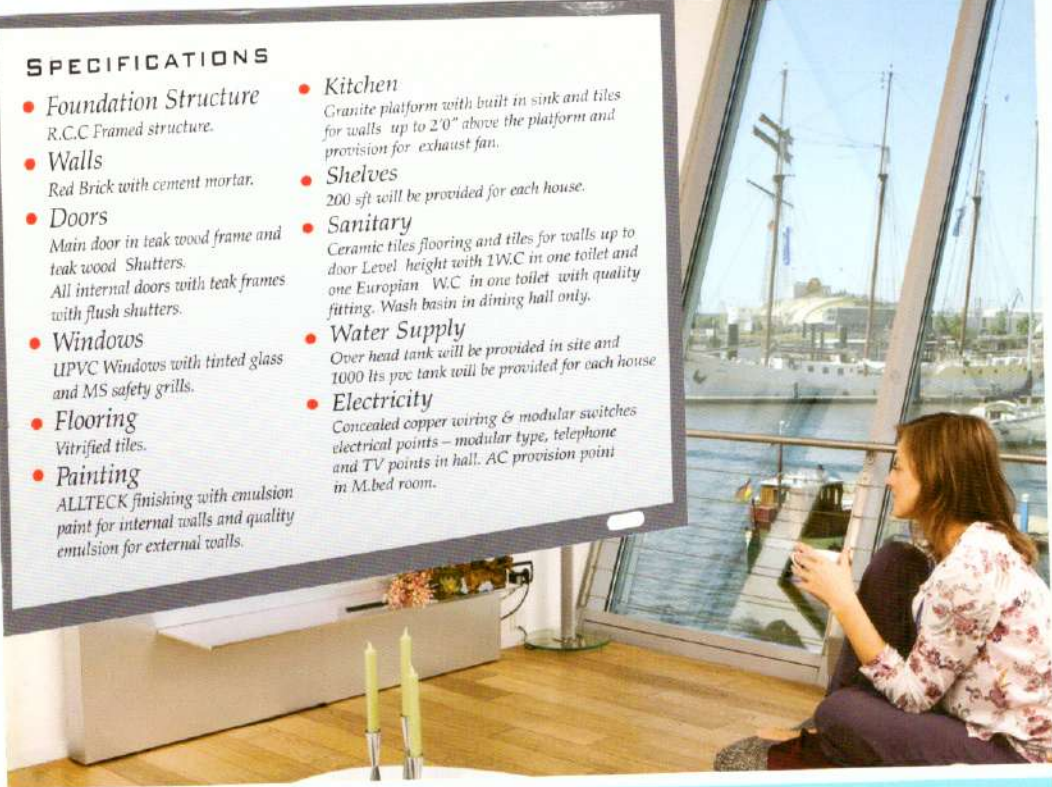 SPECIFICATIONS
Foundation Structure
R.C.C Framed structure.
Walls
Red Brick with cement mortar.
Doors
Main door in teak wood frame and
teak wood Shutters.
All internal doors with teak frames
with flush shutters.
Windows
UPVC Windows with tinted glass
and MS safety grills.
Flooring
Vitrified tiles.
Painting
ALLTECK finishing with emulsion
paint for internal walls and quality
emulsion for external walls.
Kitchen
Granite platform with built in sink and tiles
for walls up to 2'0" above the platform and
provision for exhaust fan.
Shelves
200 sft will be provided for each house.
Sanitary
Ceramic tiles flooring and tiles for walls up to
door Level height with 1W.C in one toilet and
one Europian W.C in one toilet with quality
fitting. Wash basin in dining hall only.
Water Supply
Over head tank will be provided in site and
1000 lts pvc tank will be provided for each house
Electricity
Concealed copper wiring & modular switches
electrical points – modular type, telephone
and TV points in hall. AC provision point
in M.bed room.